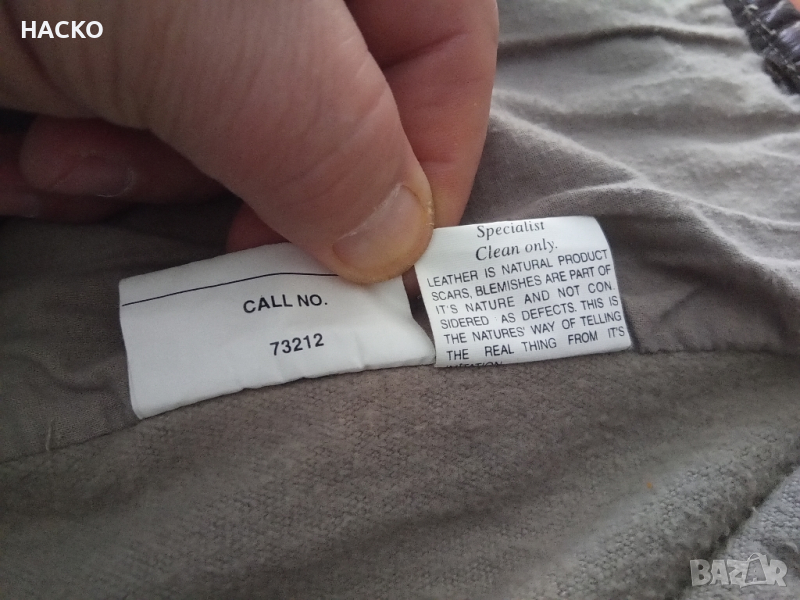 HACKO
CALL NO.
73212
Specialist
Clean only.
LEATHER IS NATURAL PRODUCT
SCARS, BLEMISHES ARE PART OF
IT'S NATURE AND NOT CON
SIDERED AS DEFECTS. THIS IS
THE NATURES' WAY OF TELLING
THE REAL THING FROM IT'S
BAZAR